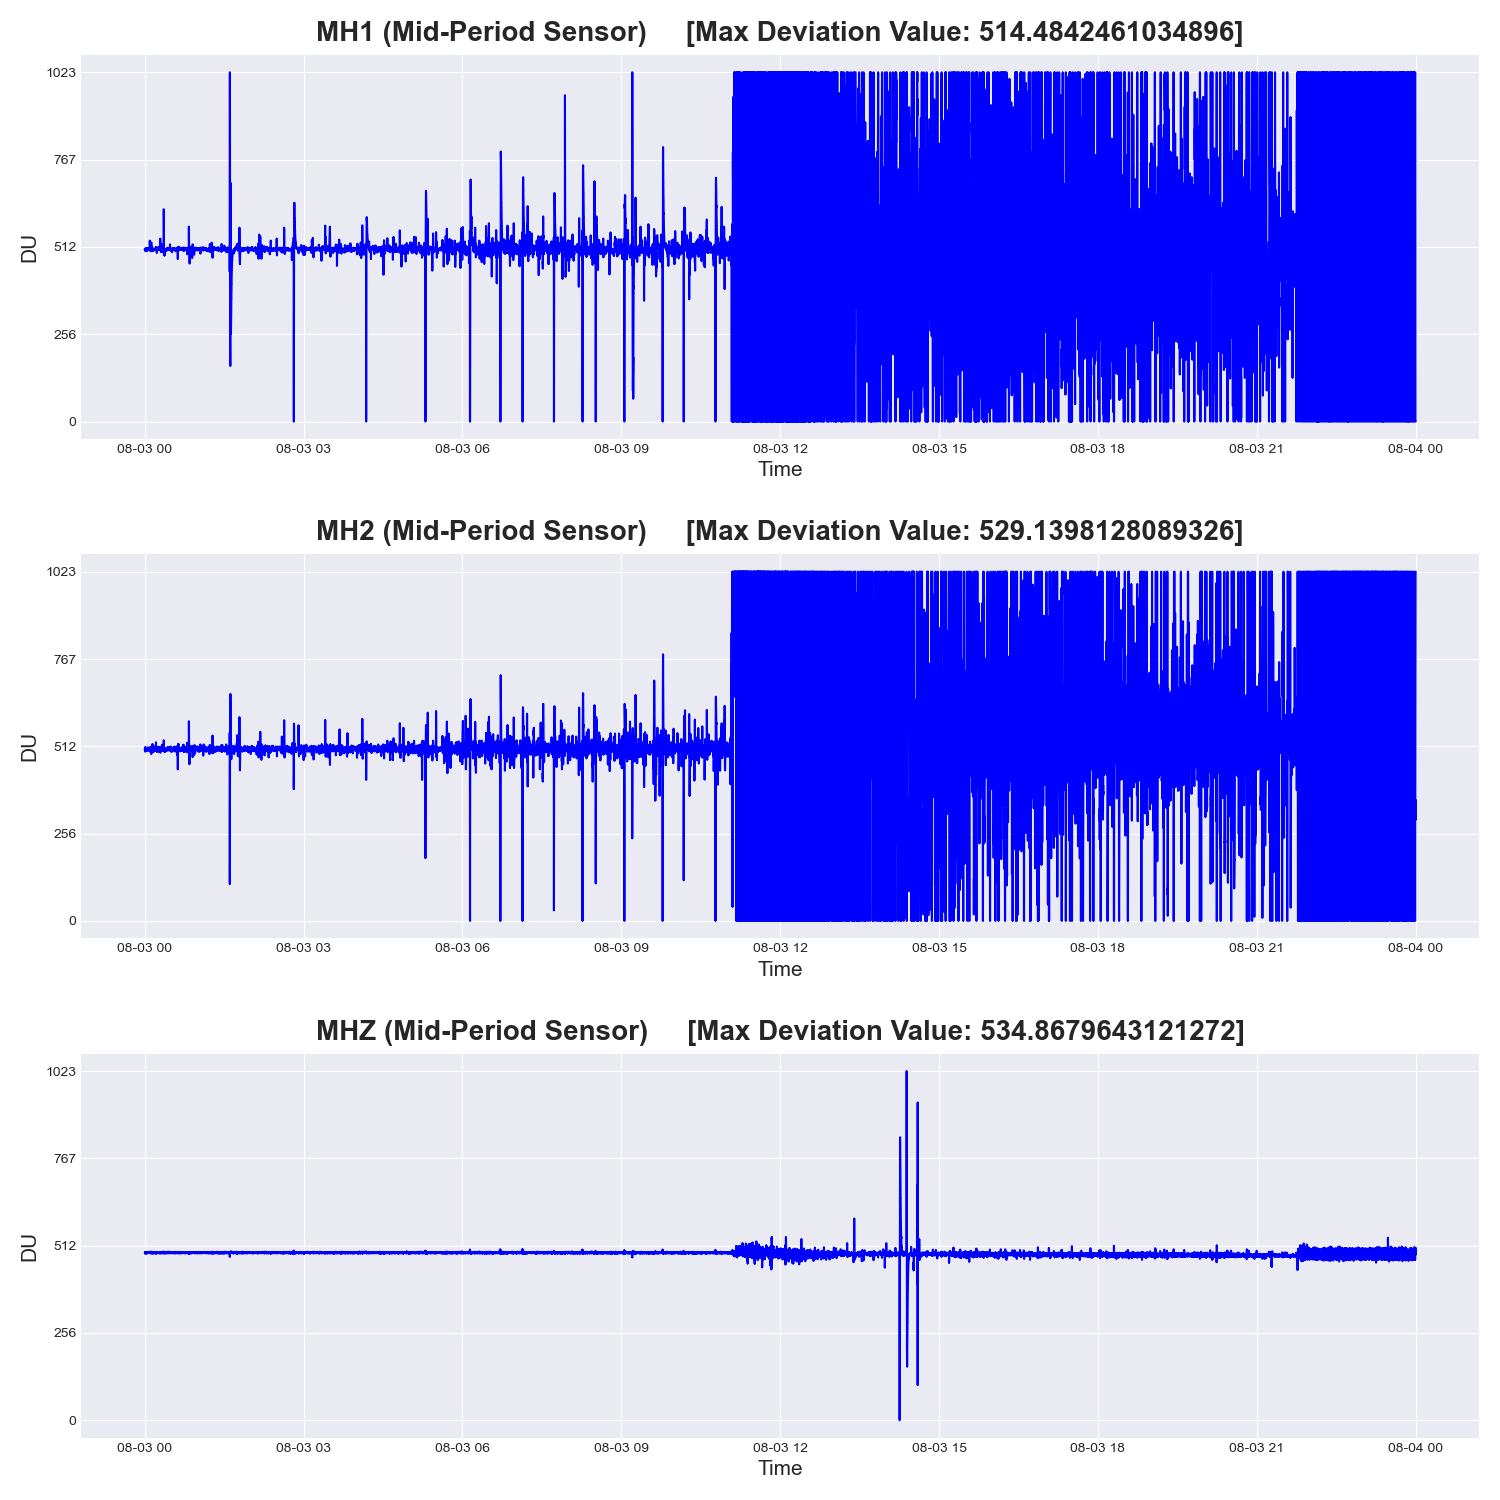 MH1 (Mid-Period Sensor) [Max Deviation Value: 514.4842461034896]
1023
767
512
256
0
DU
08-03 00 08-03 03 08-03 06 08-03 09 08-03 12 08-03 15 08-03 18 08-03 21 08-04 00
Time
MH2 (Mid-Period Sensor) [Max Deviation Value: 529.1398128089326]
1023
767
512
256
0
DU
08-03 00 08-03 03 08-03 06 08-03 09 08-03 12 08-03 15 08-03 18 08-03 21 08-04 00
Time
MHZ (Mid-Period Sensor) [Max Deviation Value: 534.8679643121272]
1023
767
512
256
0
DU
08-03 00 08-03 03 08-03 06 08-03 09 08-03 12 08-03 15 08-03 18 08-03 21 08-04 00
Time